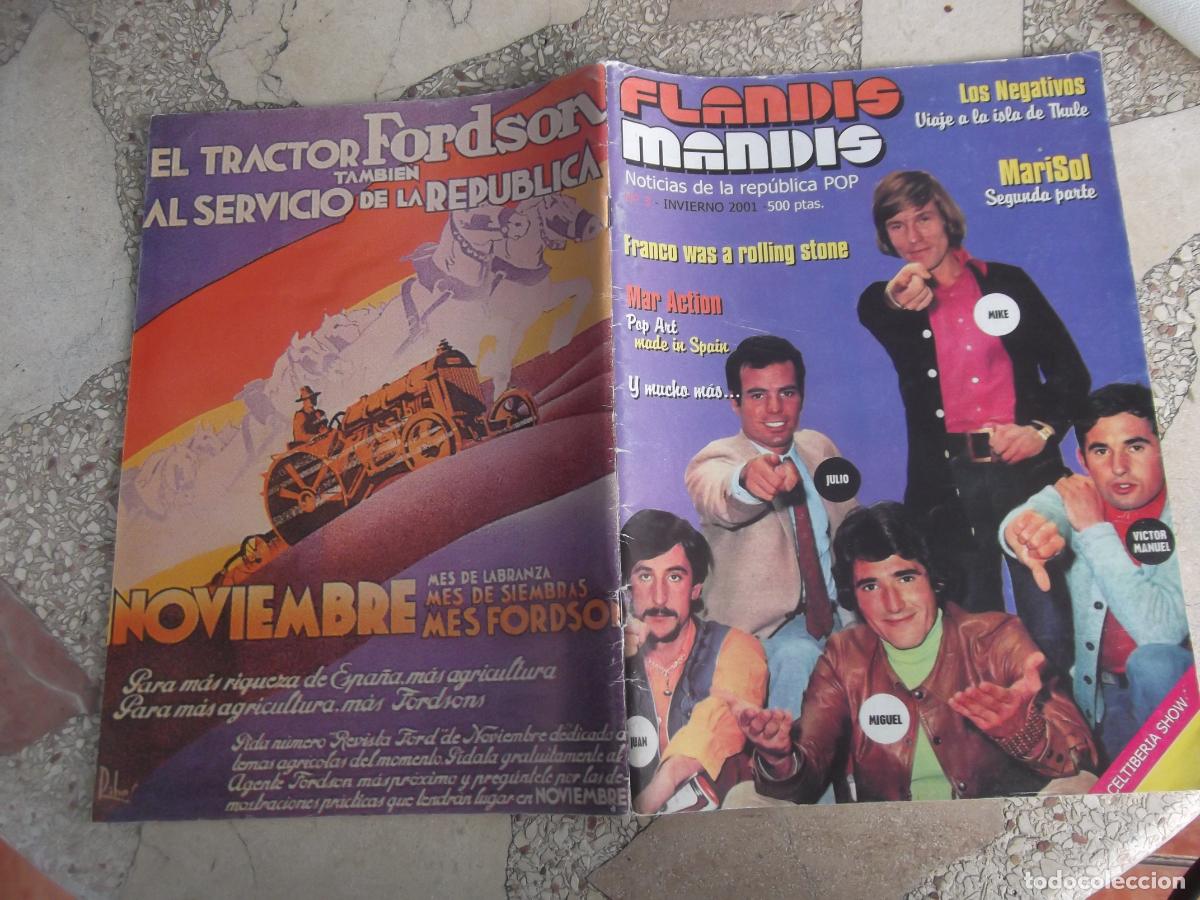 EL TRACTOR Fordson
TAMBIEN
AL SERVICIO DE LA REPUBLICA
NOVIEMBRE
MES DE LABRANZA
MES DE SIEMBRAS
MES FORDSON
Para más riqueza de España, más agricultura
Para más agricultura, más Fordsons
Pida número "Revista Ford" de Noviembre dedicado a
temas agrícolas del momento. Pídala gratuitamente al
Agente Fordson más próximo y pregúntele por las de-
mostraciones prácticas que tendrán lugar en NOVIEMBRE
FLANDIS
MANDIS
Noticias de la república POP
Nº 3 - INVIERNO 2001 - 500 ptas.
Los Negativos
Viaje a la isla de Thule
MariSol
Segunda parte
Franco was a rolling stone
Mar Action
Pop Art
made in Spain
Y mucho más...
MIKE
JULIO
VICTOR
MANUEL
MIGUEL
JUAN
CELTIBERIA SHOW
todocoleccion